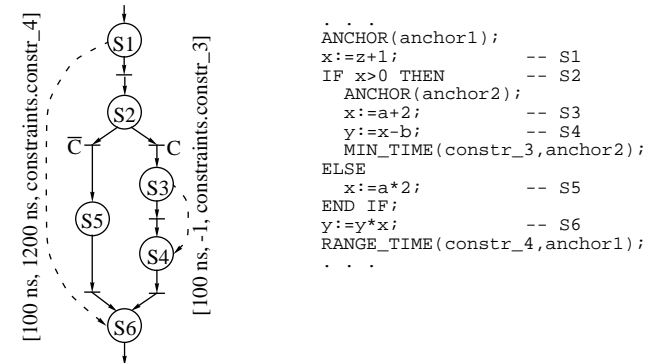 [100 ns, 1200 ns, constraints.constr_4]
S1
S2
C̅
C
S3
S5
S4
S6
[100 ns, -1, constraints.constr_3]
. . .
ANCHOR(anchor1);
x:=z+1; -- S1
IF x>0 THEN -- S2
ANCHOR(anchor2);
x:=a+2; -- S3
y:=x-b; -- S4
MIN_TIME(constr_3,anchor2);
ELSE
x:=a*2; -- S5
END IF;
y:=y*x; -- S6
RANGE_TIME(constr_4,anchor1);
. . .